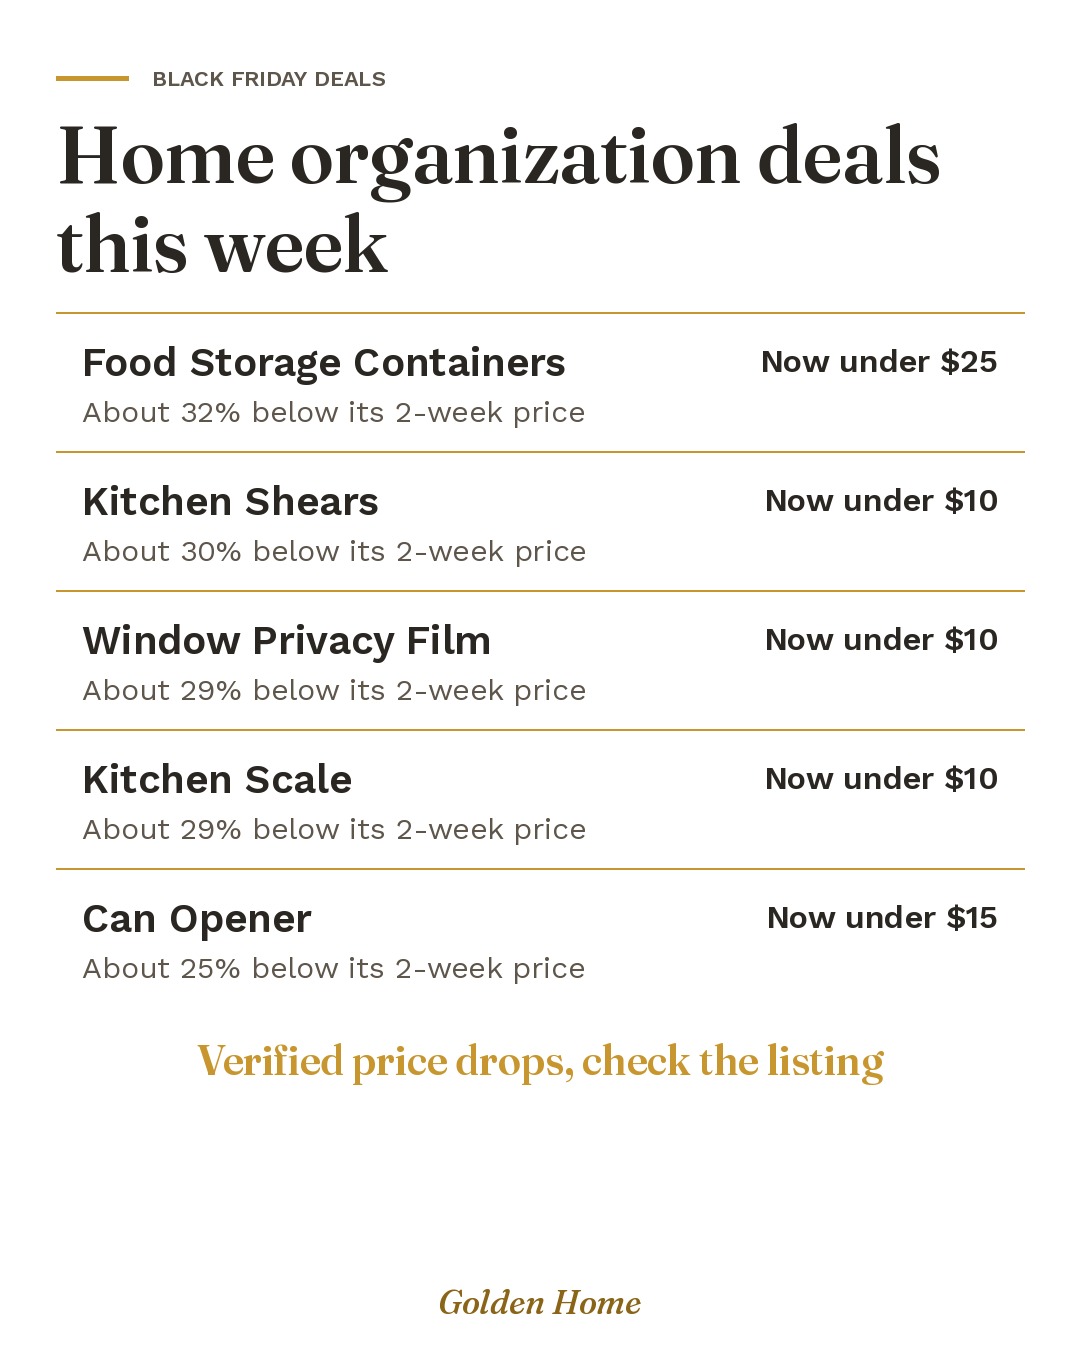 BLACK FRIDAY DEALS
Home organization deals
this week
Food Storage Containers
Now under $25
About 32% below its 2-week price
Kitchen Shears
Now under $10
About 30% below its 2-week price
Window Privacy Film
Now under $10
About 29% below its 2-week price
Kitchen Scale
Now under $10
About 29% below its 2-week price
Can Opener
Now under $15
About 25% below its 2-week price
Verified price drops, check the listing
Golden Home